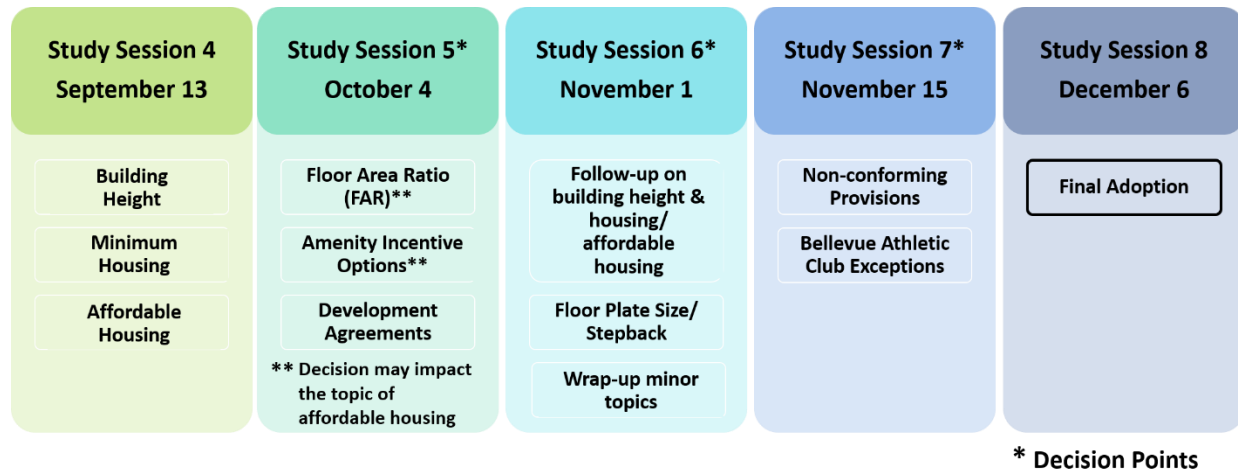 Study Session 4
September 13
Building
Height
Minimum
Housing
Affordable
Housing
Study Session 5*
October 4
Floor Area Ratio
(FAR)**
Amenity Incentive
Options**
Development
Agreements
** Decision may impact
the topic of
affordable housing
Study Session 6*
November 1
Follow-up on
building height &
housing/
affordable
housing
Floor Plate Size/
Stepback
Wrap-up minor
topics
Study Session 7*
November 15
Non-conforming
Provisions
Bellevue Athletic
Club Exceptions
Study Session 8
December 6
Final Adoption
* Decision Points